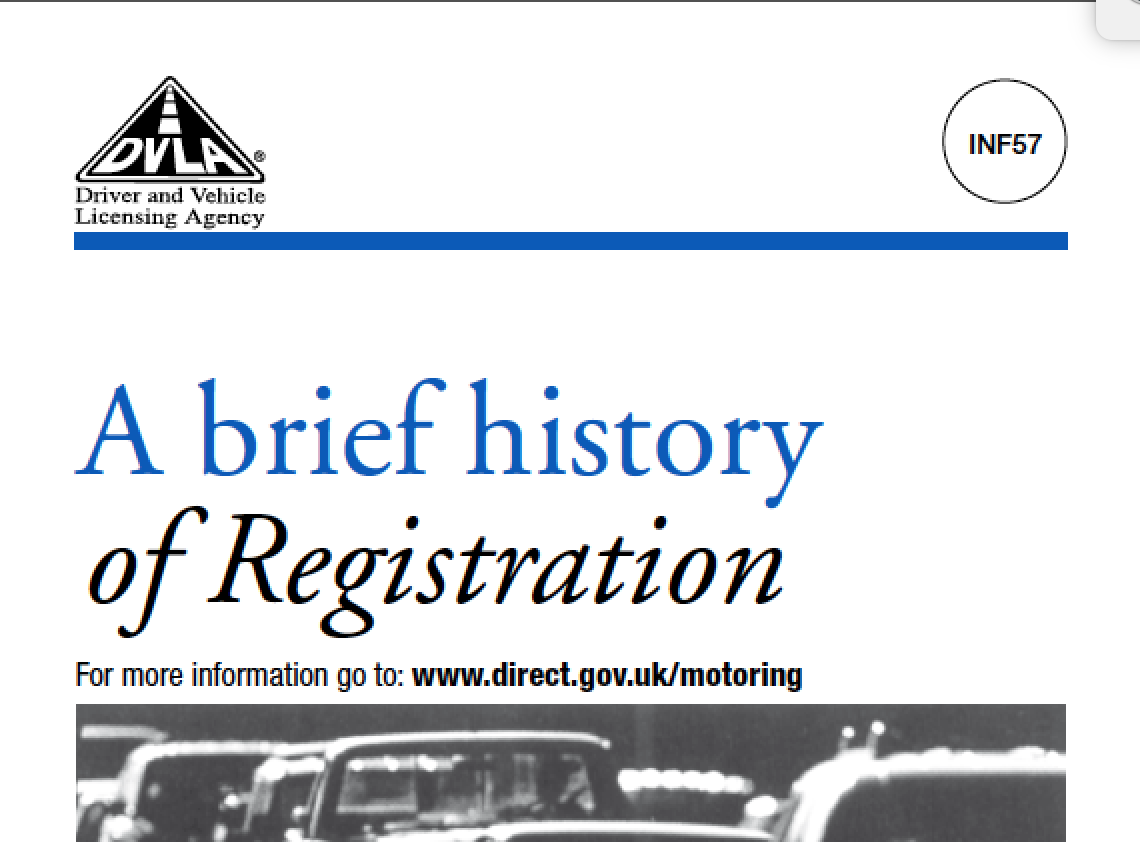 DVLA®
Driver and Vehicle
Licensing Agency
INF57
A brief history
of Registration
For more information go to: www.direct.gov.uk/motoring